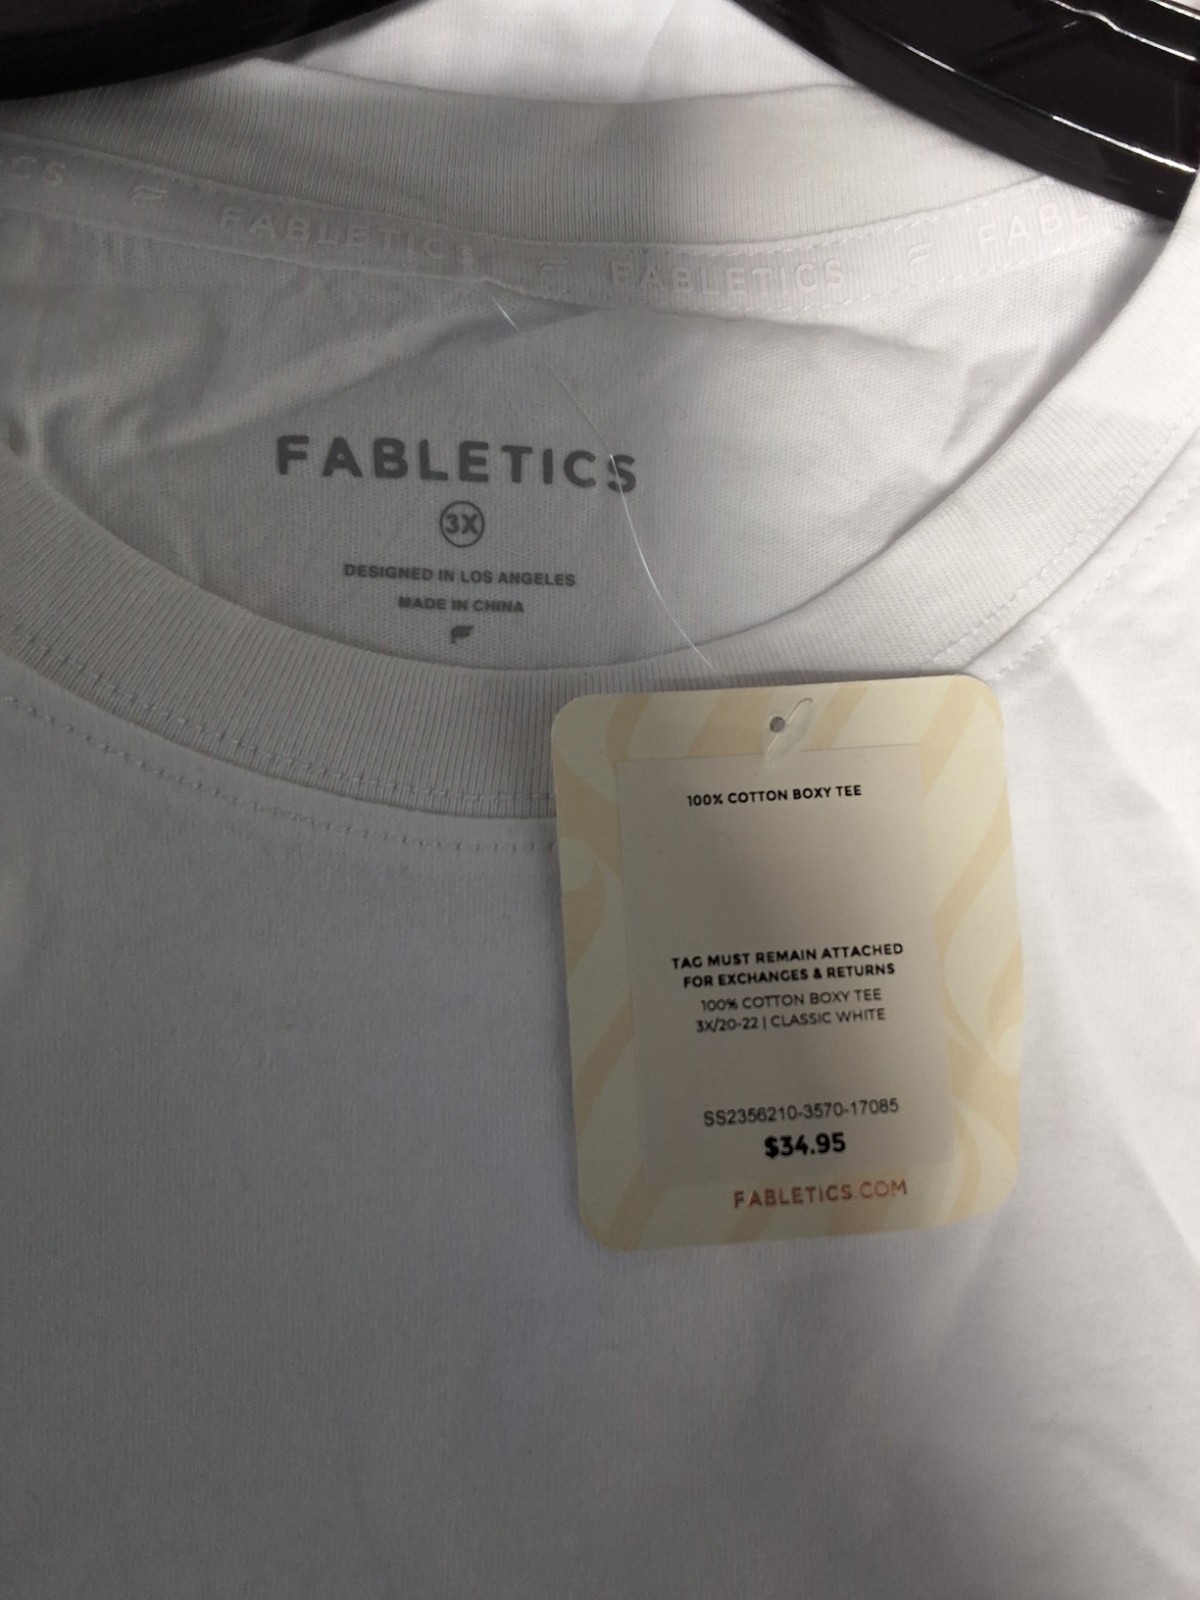 CS FABLETICS FABLETICS FABL
FABLETICS
3X
DESIGNED IN LOS ANGELES
MADE IN CHINA
100% COTTON BOXY TEE
TAG MUST REMAIN ATTACHED
FOR EXCHANGES & RETURNS
100% COTTON BOXY TEE
3X/20-22 | CLASSIC WHITE
SS2356210-3570-17085
$34.95
FABLETICS.COM